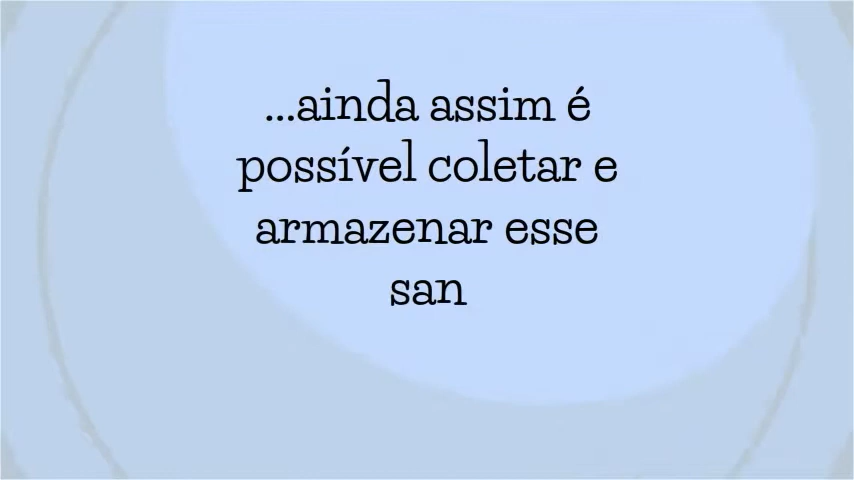 ...ainda assim é
possível coletar e
armazenar esse
san